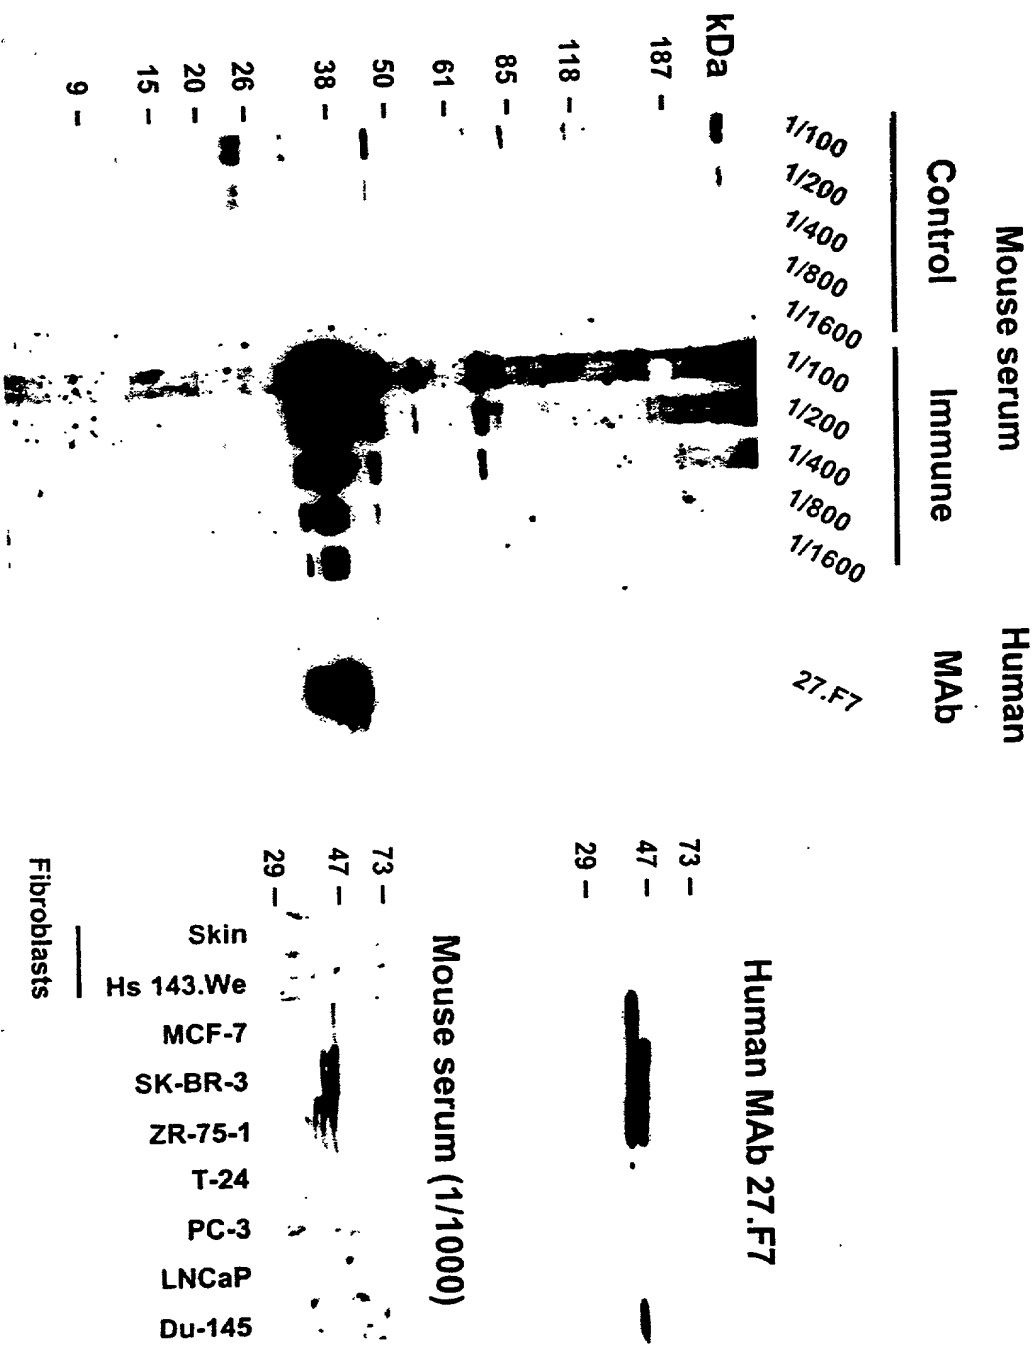 Mouse serum
Human
Control
Immune
MAb
1/100
1/200
1/400
1/800
1/1600
1/100
1/200
1/400
1/800
1/1600
27.F7
kDa
187 –
118 –
85 –
61 –
50 –
38 –
26 –
20 –
15 –
9 –
Human MAb 27.F7
73 –
47 –
29 –
Mouse serum (1/1000)
73 –
47 –
29 –
Skin
Hs 143.We
MCF-7
SK-BR-3
ZR-75-1
T-24
PC-3
LNCaP
Du-145
Fibroblasts